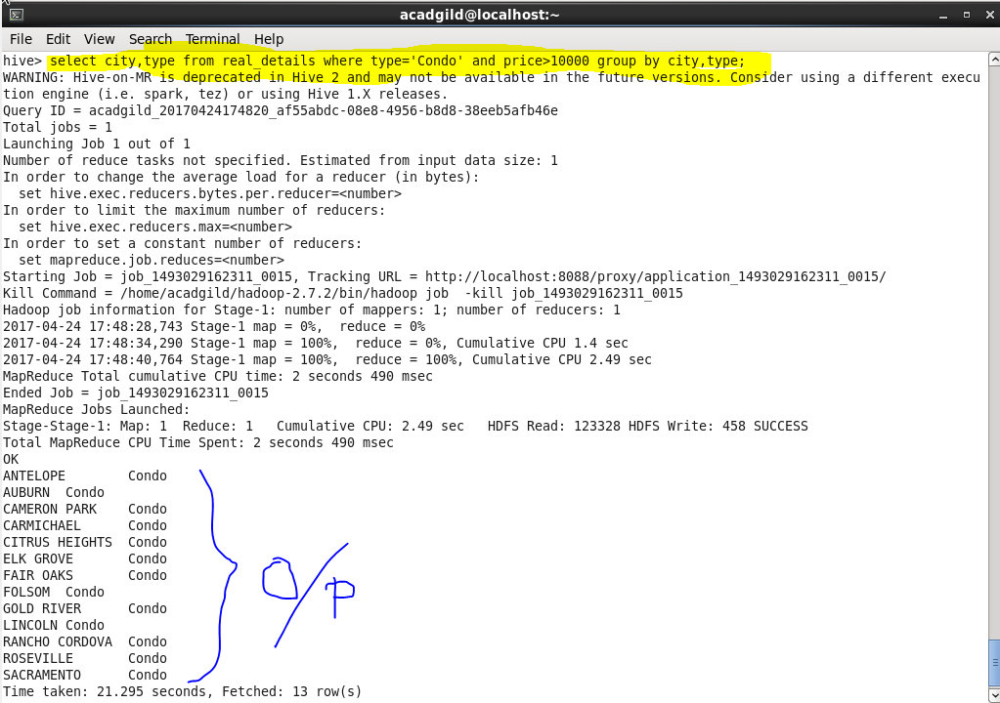 acadgild@localhost:~
File Edit View Search Terminal Help
hive> select city,type from real_details where type='Condo' and price>10000 group by city,type;
WARNING: Hive-on-MR is deprecated in Hive 2 and may not be available in the future versions. Consider using a different execu
tion engine (i.e. spark, tez) or using Hive 1.X releases.
Query ID = acadgild_20170424174820_af55abdc-08e8-4956-b8d8-38eeb5afb46e
Total jobs = 1
Launching Job 1 out of 1
Number of reduce tasks not specified. Estimated from input data size: 1
In order to change the average load for a reducer (in bytes):
  set hive.exec.reducers.bytes.per.reducer=<number>
In order to limit the maximum number of reducers:
  set hive.exec.reducers.max=<number>
In order to set a constant number of reducers:
  set mapreduce.job.reduces=<number>
Starting Job = job_1493029162311_0015, Tracking URL = http://localhost:8088/proxy/application_1493029162311_0015/
Kill Command = /home/acadgild/hadoop-2.7.2/bin/hadoop job  -kill job_1493029162311_0015
Hadoop job information for Stage-1: number of mappers: 1; number of reducers: 1
2017-04-24 17:48:28,743 Stage-1 map = 0%,  reduce = 0%
2017-04-24 17:48:34,290 Stage-1 map = 100%,  reduce = 0%, Cumulative CPU 1.4 sec
2017-04-24 17:48:40,764 Stage-1 map = 100%,  reduce = 100%, Cumulative CPU 2.49 sec
MapReduce Total cumulative CPU time: 2 seconds 490 msec
Ended Job = job_1493029162311_0015
MapReduce Jobs Launched:
Stage-Stage-1: Map: 1  Reduce: 1   Cumulative CPU: 2.49 sec   HDFS Read: 123328 HDFS Write: 458 SUCCESS
Total MapReduce CPU Time Spent: 2 seconds 490 msec
OK
ANTELOPE        Condo
AUBURN  Condo
CAMERON PARK    Condo
CARMICHAEL      Condo
CITRUS HEIGHTS  Condo
ELK GROVE       Condo
FAIR OAKS       Condo
FOLSOM  Condo
GOLD RIVER      Condo
LINCOLN Condo
RANCHO CORDOVA  Condo
ROSEVILLE       Condo
SACRAMENTO      Condo
O/P
Time taken: 21.295 seconds, Fetched: 13 row(s)